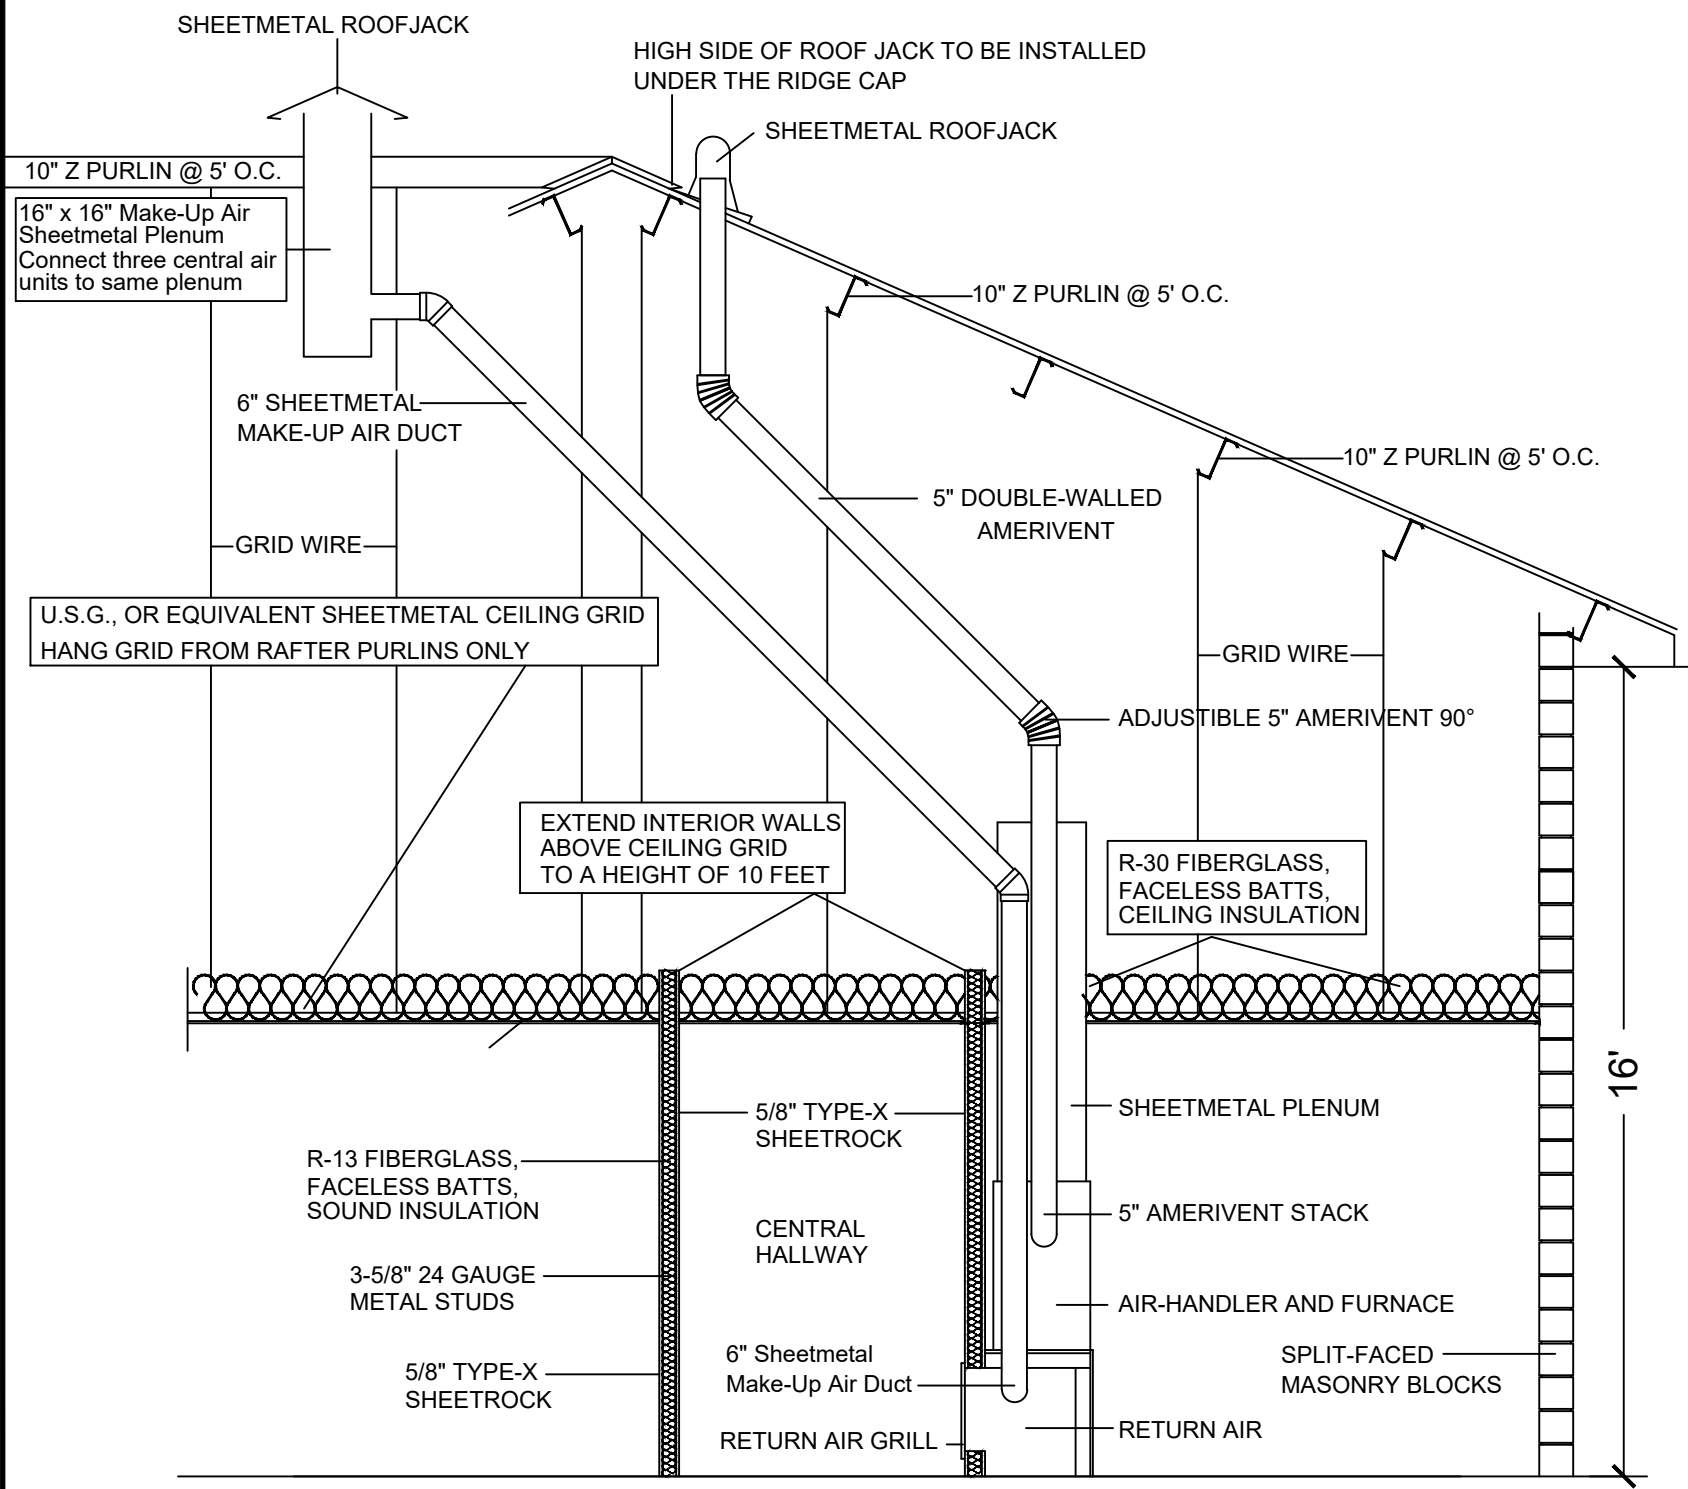 SHEETMETAL ROOFJACK
HIGH SIDE OF ROOF JACK TO BE INSTALLED
UNDER THE RIDGE CAP
SHEETMETAL ROOFJACK
10" Z PURLIN @ 5' O.C.
16" x 16" Make-Up Air
Sheetmetal Plenum
Connect three central air
units to same plenum
10" Z PURLIN @ 5' O.C.
6" SHEETMETAL
MAKE-UP AIR DUCT
10" Z PURLIN @ 5' O.C.
5" DOUBLE-WALLED
AMERIVENT
GRID WIRE
U.S.G., OR EQUIVALENT SHEETMETAL CEILING GRID
HANG GRID FROM RAFTER PURLINS ONLY
GRID WIRE
ADJUSTIBLE 5" AMERIVENT 90°
EXTEND INTERIOR WALLS
ABOVE CEILING GRID
TO A HEIGHT OF 10 FEET
R-30 FIBERGLASS,
FACELESS BATTS,
CEILING INSULATION
16'
5/8" TYPE-X
SHEETROCK
SHEETMETAL PLENUM
R-13 FIBERGLASS,
FACELESS BATTS,
SOUND INSULATION
CENTRAL
HALLWAY
5" AMERIVENT STACK
3-5/8" 24 GAUGE
METAL STUDS
AIR-HANDLER AND FURNACE
5/8" TYPE-X
SHEETROCK
6" Sheetmetal
Make-Up Air Duct
SPLIT-FACED
MASONRY BLOCKS
RETURN AIR GRILL
RETURN AIR